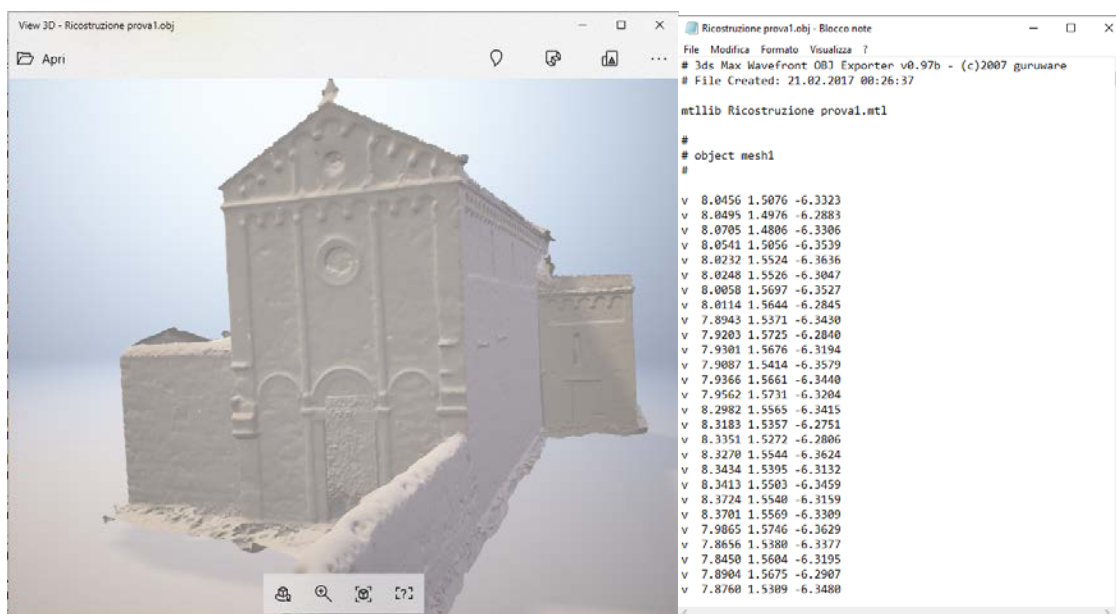 View 3D - Ricostruzione prova1.obj
Apri
[?]
Ricostruzione prova1.obj - Blocco note
File Modifica Formato Visualizza ?
# 3ds Max Wavefront OBJ Exporter v0.97b - (c)2007 guruware
# File Created: 21.02.2017 00:26:37
mtllib Ricostruzione prova1.mtl
#
# object mesh1
#
v 8.0456 1.5076 -6.3323
v 8.0495 1.4976 -6.2883
v 8.0705 1.4806 -6.3306
v 8.0541 1.5056 -6.3539
v 8.0232 1.5524 -6.3636
v 8.0248 1.5526 -6.3047
v 8.0058 1.5697 -6.3527
v 8.0114 1.5644 -6.2845
v 7.8943 1.5371 -6.3430
v 7.9203 1.5725 -6.2840
v 7.9301 1.5676 -6.3194
v 7.9087 1.5414 -6.3579
v 7.9366 1.5661 -6.3440
v 7.9562 1.5731 -6.3204
v 8.2982 1.5565 -6.3415
v 8.3183 1.5357 -6.2751
v 8.3351 1.5272 -6.2806
v 8.3270 1.5544 -6.3624
v 8.3434 1.5395 -6.3132
v 8.3413 1.5503 -6.3459
v 8.3724 1.5540 -6.3159
v 8.3701 1.5569 -6.3309
v 7.9865 1.5746 -6.3629
v 7.8656 1.5380 -6.3377
v 7.8450 1.5604 -6.3195
v 7.8904 1.5675 -6.2907
v 7.8760 1.5309 -6.3480